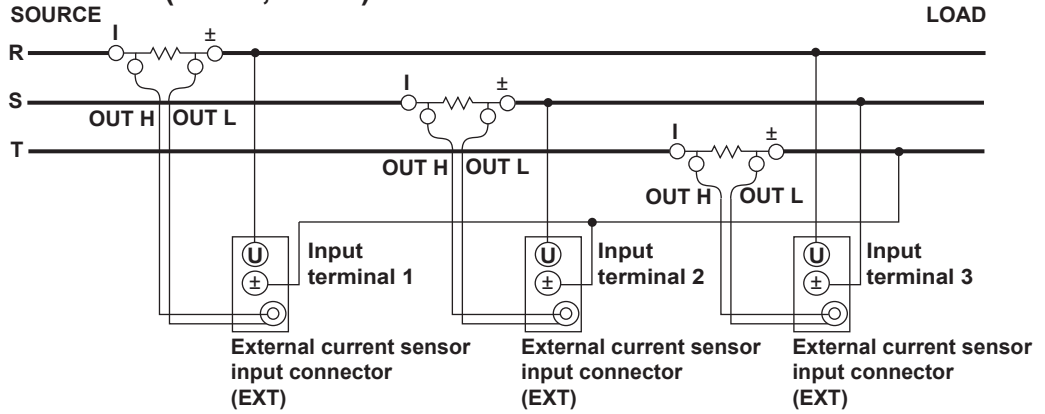 SOURCE
LOAD
I
±
R
I
±
S
OUT H
OUT L
I
±
T
OUT H
OUT L
OUT H
OUT L
U
±
Input
terminal 1
U
±
Input
terminal 2
U
±
Input
terminal 3
External current sensor
input connector
(EXT)
External current sensor
input connector
(EXT)
External current sensor
input connector
(EXT)